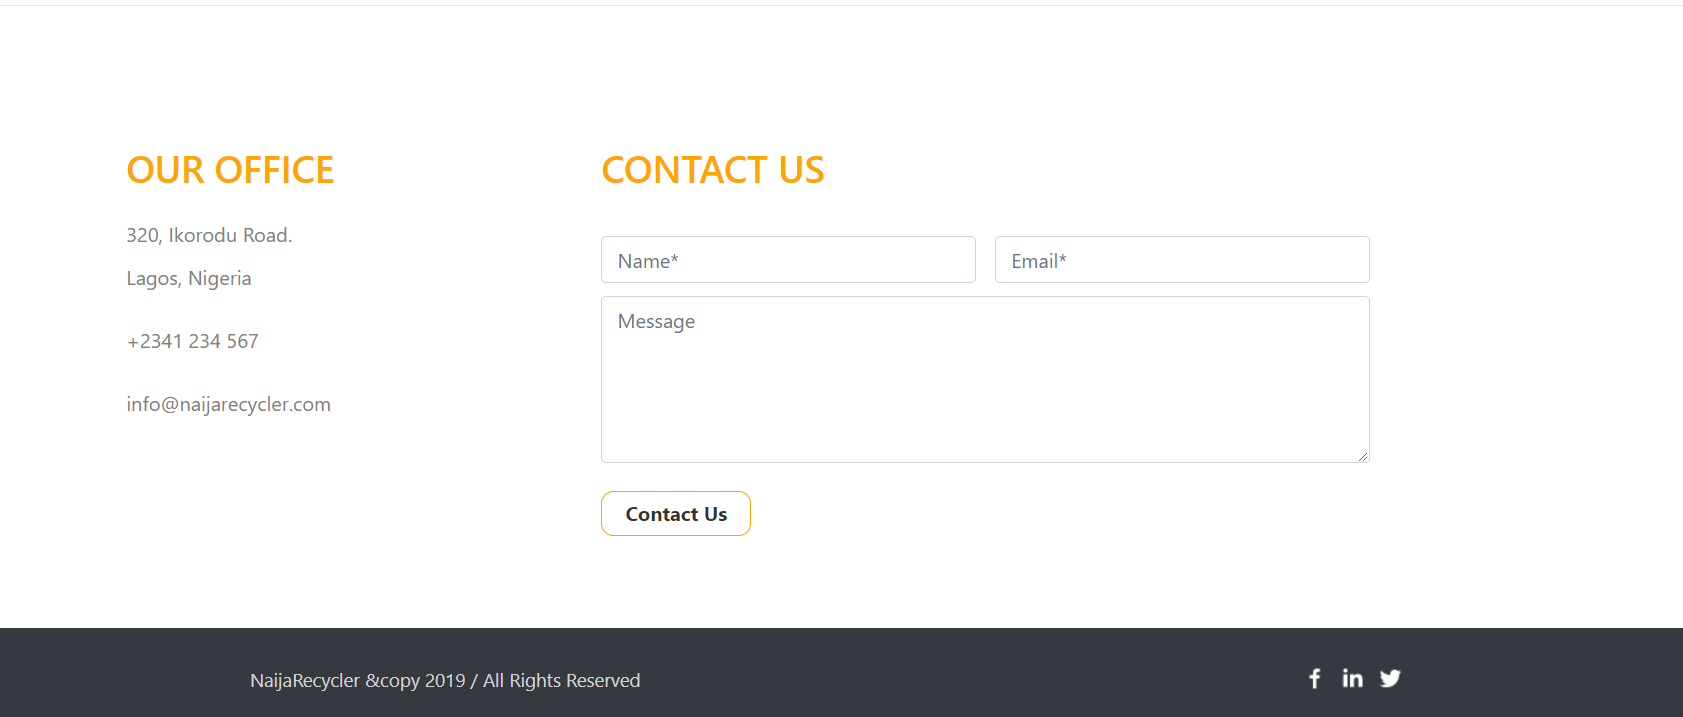 OUR OFFICE
320, Ikorodu Road.
Lagos, Nigeria
+2341 234 567
info@naijarecycler.com
CONTACT US
Name*
Email*
Message
Contact Us
NaijaRecycler &copy 2019 / All Rights Reserved